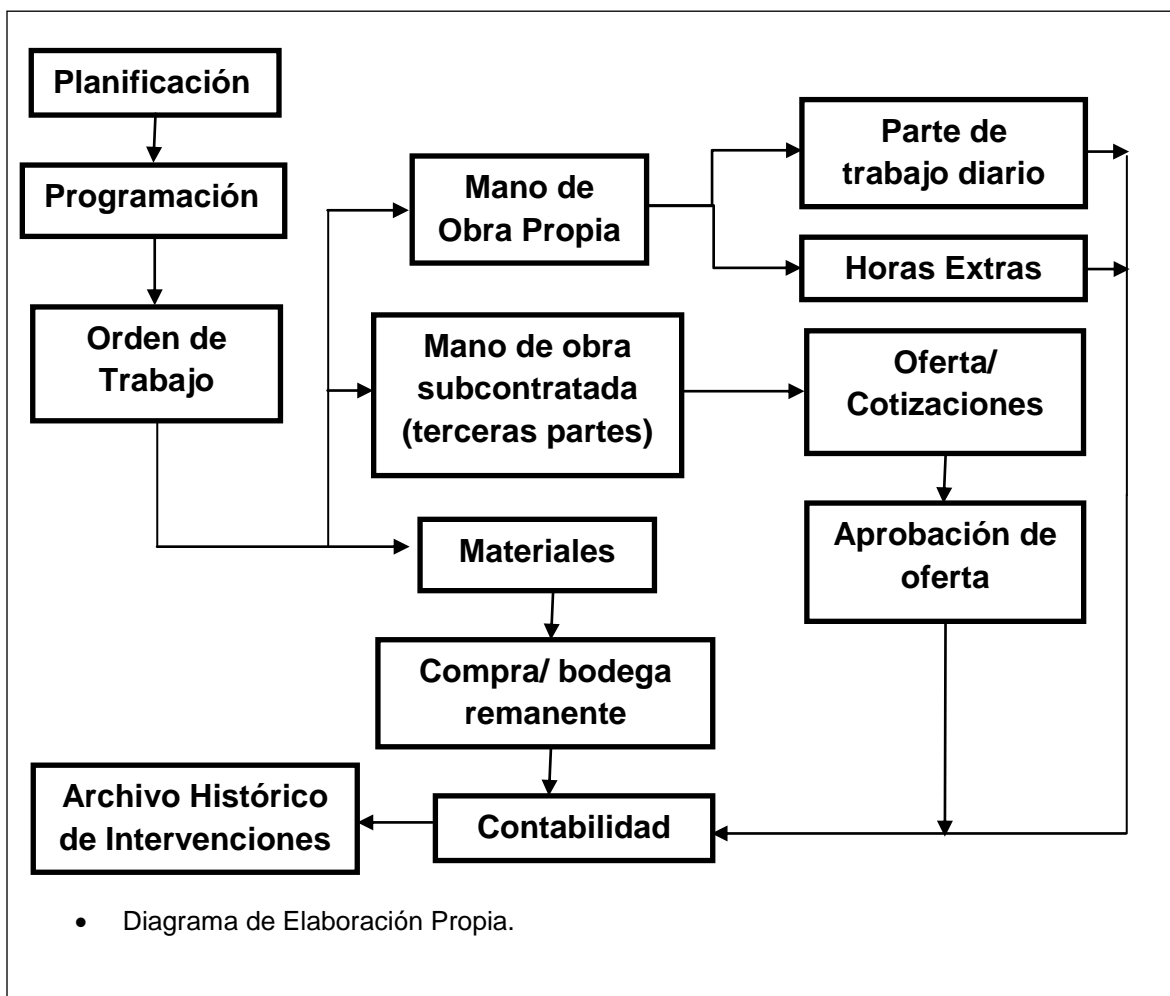 Planificación
Programación
Orden de
Trabajo
Mano de
Obra Propia
Parte de
trabajo diario
Horas Extras
Mano de obra
subcontratada
(terceras partes)
Oferta/
Cotizaciones
Aprobación de
oferta
Materiales
Compra/ bodega
remanente
Contabilidad
Archivo Histórico
de Intervenciones
• Diagrama de Elaboración Propia.